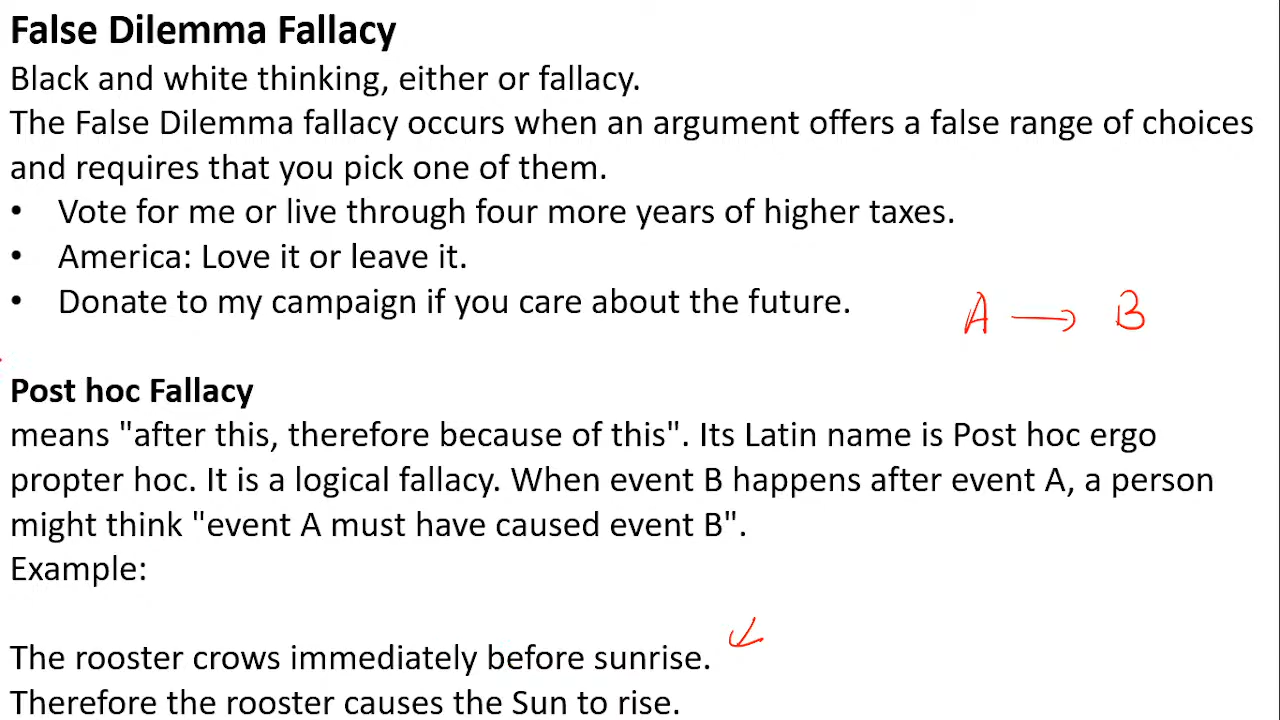 False Dilemma Fallacy
Black and white thinking, either or fallacy.
The False Dilemma fallacy occurs when an argument offers a false range of choices
and requires that you pick one of them.
• Vote for me or live through four more years of higher taxes.
• America: Love it or leave it.
• Donate to my campaign if you care about the future.
A → B
Post hoc Fallacy
means "after this, therefore because of this". Its Latin name is Post hoc ergo
propter hoc. It is a logical fallacy. When event B happens after event A, a person
might think "event A must have caused event B".
Example:
The rooster crows immediately before sunrise.
Therefore the rooster causes the Sun to rise.